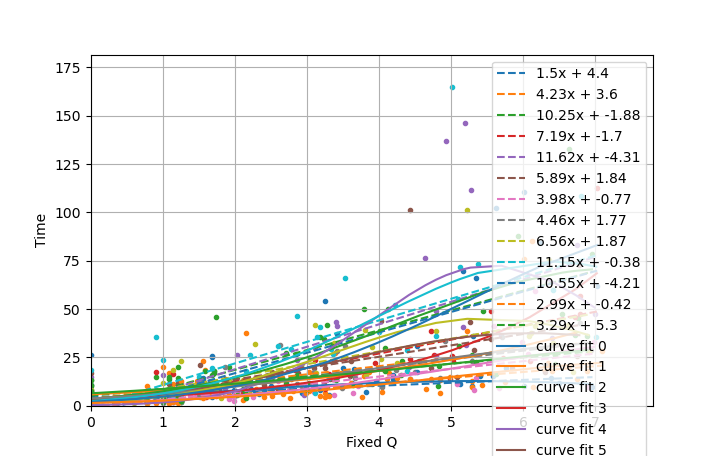 175
150
125
100
75
50
25
0
Time
0
1
2
3
4
5
6
7
Fixed Q
1.5x + 4.4
4.23x + 3.6
10.25x + -1.88
7.19x + -1.7
11.62x + -4.31
5.89x + 1.84
3.98x + -0.77
4.46x + 1.77
6.56x + 1.87
11.15x + -0.38
10.55x + -4.21
2.99x + -0.42
3.29x + 5.3
curve fit 0
curve fit 1
curve fit 2
curve fit 3
curve fit 4
curve fit 5